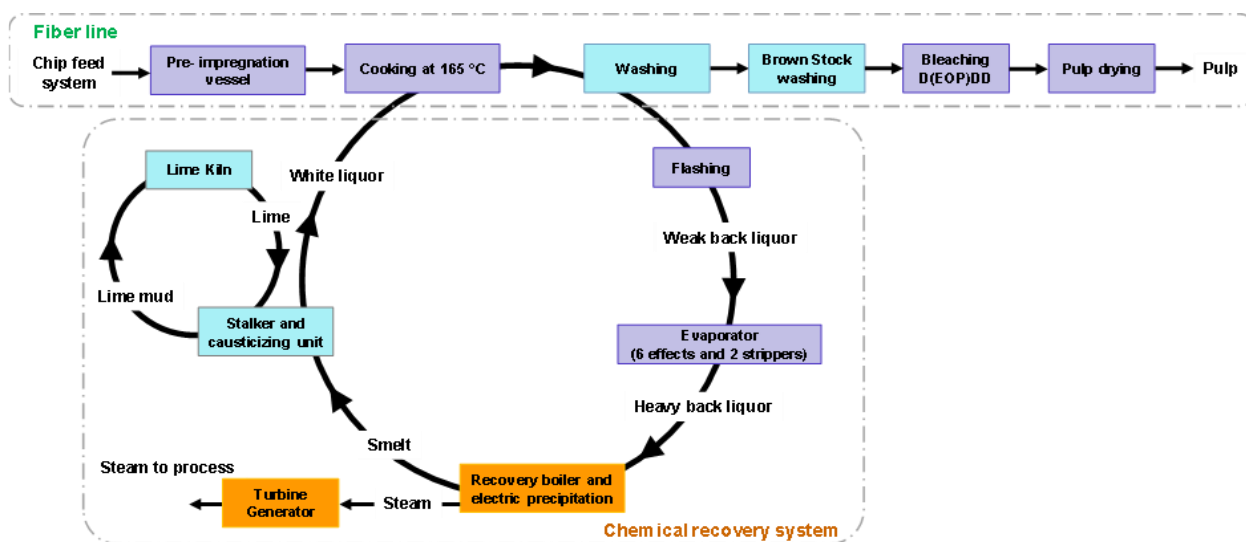 Fiber line
Chip feed
system
Pre- impregnation
vessel
Cooking at 165 °C
Washing
Brown Stock
washing
Bleaching
D(EOP)DD
Pulp drying
Pulp
Lime Kiln
White liquor
Flashing
Lime
Weak back liquor
Lime mud
Stalker and
causticizing unit
Evaporator
(6 effects and 2 strippers)
Heavy back liquor
Smelt
Steam to process
Recovery boiler and
electric precipitation
Turbine
Generator
Steam
Chemical recovery system